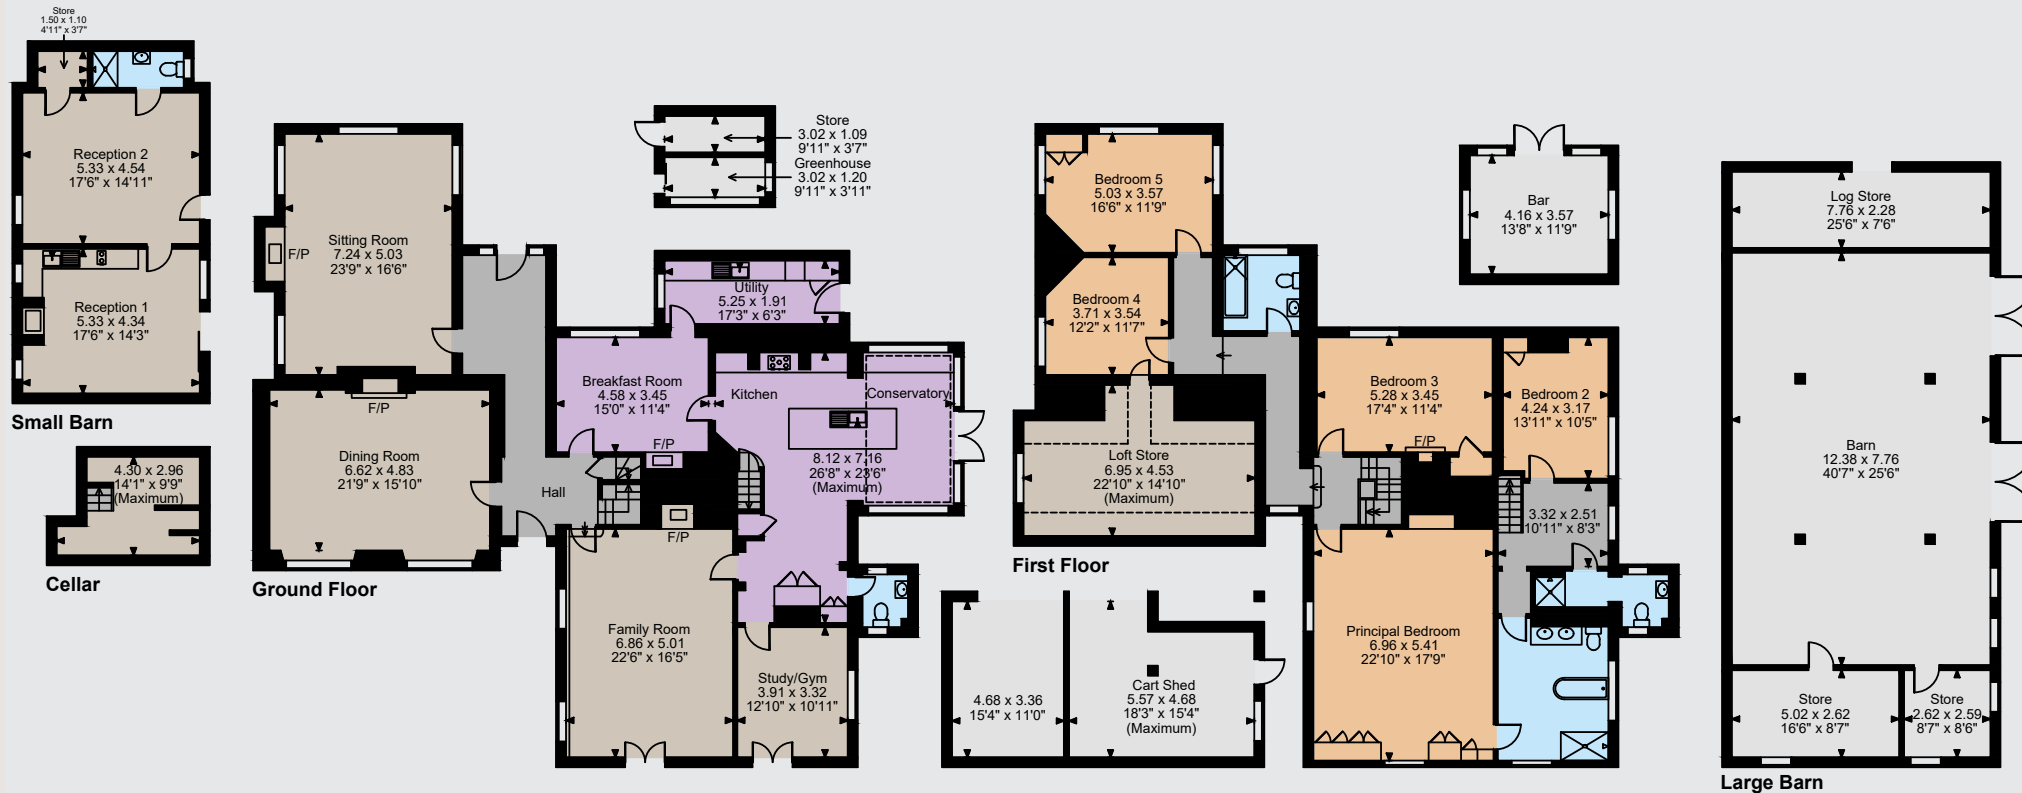 Store
1.50 x 1.10
4'11" x 3'7"
Reception 2
5.33 x 4.54
17'6" x 14'11"
Reception 1
5.33 x 4.34
17'6" x 14'3"
Small Barn
4.30 x 2.96
14'1" x 9'9"
(Maximum)
Cellar
Sitting Room
7.24 x 5.03
23'9" x 16'6"
F/P
F/P
Dining Room
6.62 x 4.83
21'9" x 15'10"
Ground Floor
Hall
Store
3.02 x 1.09
9'11" x 3'7"
Greenhouse
3.02 x 1.20
9'11" x 3'11"
Utility
5.25 x 1.91
17'3" x 6'3"
Breakfast Room
4.58 x 3.45
15'0" x 11'4"
F/P
Kitchen
Conservatory
8.12 x 7.16
26'8" x 23'6"
(Maximum)
F/P
Family Room
6.86 x 5.01
22'6" x 16'5"
Study/Gym
3.91 x 3.32
12'10" x 10'11"
Bedroom 5
5.03 x 3.57
16'6" x 11'9"
Bedroom 4
3.71 x 3.54
12'2" x 11'7"
Loft Store
6.95 x 4.53
22'10" x 14'10"
(Maximum)
First Floor
Bedroom 3
5.28 x 3.45
17'4" x 11'4"
F/P
Bedroom 2
4.24 x 3.17
13'11" x 10'5"
3.32 x 2.51
10'11" x 8'3"
Principal Bedroom
6.96 x 5.41
22'10" x 17'9"
4.68 x 3.36
15'4" x 11'0"
Cart Shed
5.57 x 4.68
18'3" x 15'4"
(Maximum)
Bar
4.16 x 3.57
13'8" x 11'9"
Log Store
7.76 x 2.28
25'6" x 7'6"
Barn
12.38 x 7.76
40'7" x 25'6"
Store
5.02 x 2.62
16'6" x 8'7"
Store
2.62 x 2.59
8'7" x 8'6"
Large Barn